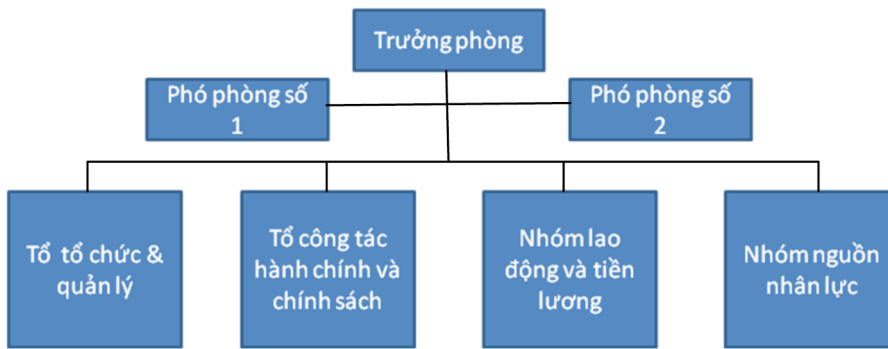 Trưởng phòng
Phó phòng số
1
Phó phòng số
2
Tổ tổ chức &
quản lý
Tổ công tác
hành chính và
chính sách
Nhóm lao
động và tiền
lương
Nhóm nguồn
nhân lực